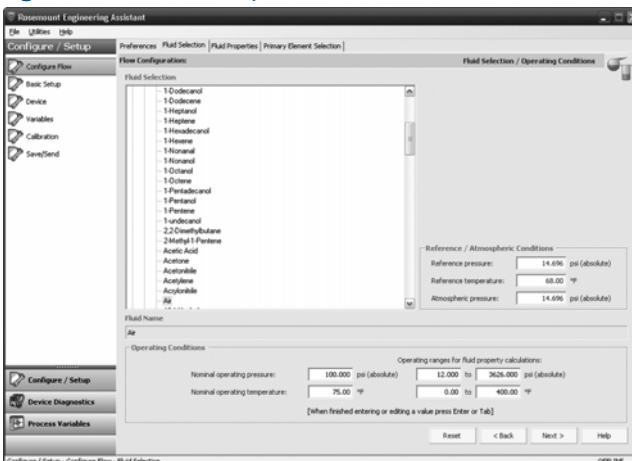 Rosemount Engineering Assistant
File Utilities Help
Configure / Setup
Preferences Fluid Selection Fluid Properties Primary Element Selection
Flow Configuration: Fluid Selection / Operating Conditions
Configure Flow
Basic Setup
Device
Variables
Calibration
Save/Send
Fluid Selection
1-Dodecanol
1-Dodecene
1-Heptanol
1-Heptene
1-Hexadecanol
1-Hexene
1-Nonanal
1-Nonanol
1-Octanol
1-Octene
1-Pentadecanol
1-Pentanol
1-Pentene
1-undecanol
2,2-Dimethylbutane
2-Methyl-1-Pentene
Acetic Acid
Acetone
Acetonitrile
Acetylene
Acrylonitrile
Air
Reference / Atmospheric Conditions
Reference pressure: 14.696 psi (absolute)
Reference temperature: 68.00 °F
Atmospheric pressure: 14.696 psi (absolute)
Fluid Name
Air
Operating Conditions
Operating ranges for fluid property calculations:
Nominal operating pressure: 100.000 psi (absolute) 12.000 to 3626.000 psi (absolute)
Nominal operating temperature: 75.00 °F 0.00 to 400.00 °F
[When finished entering or editing a value press Enter or Tab]
Configure / Setup
Device Diagnostics
Process Variables
Reset < Back Next > Help